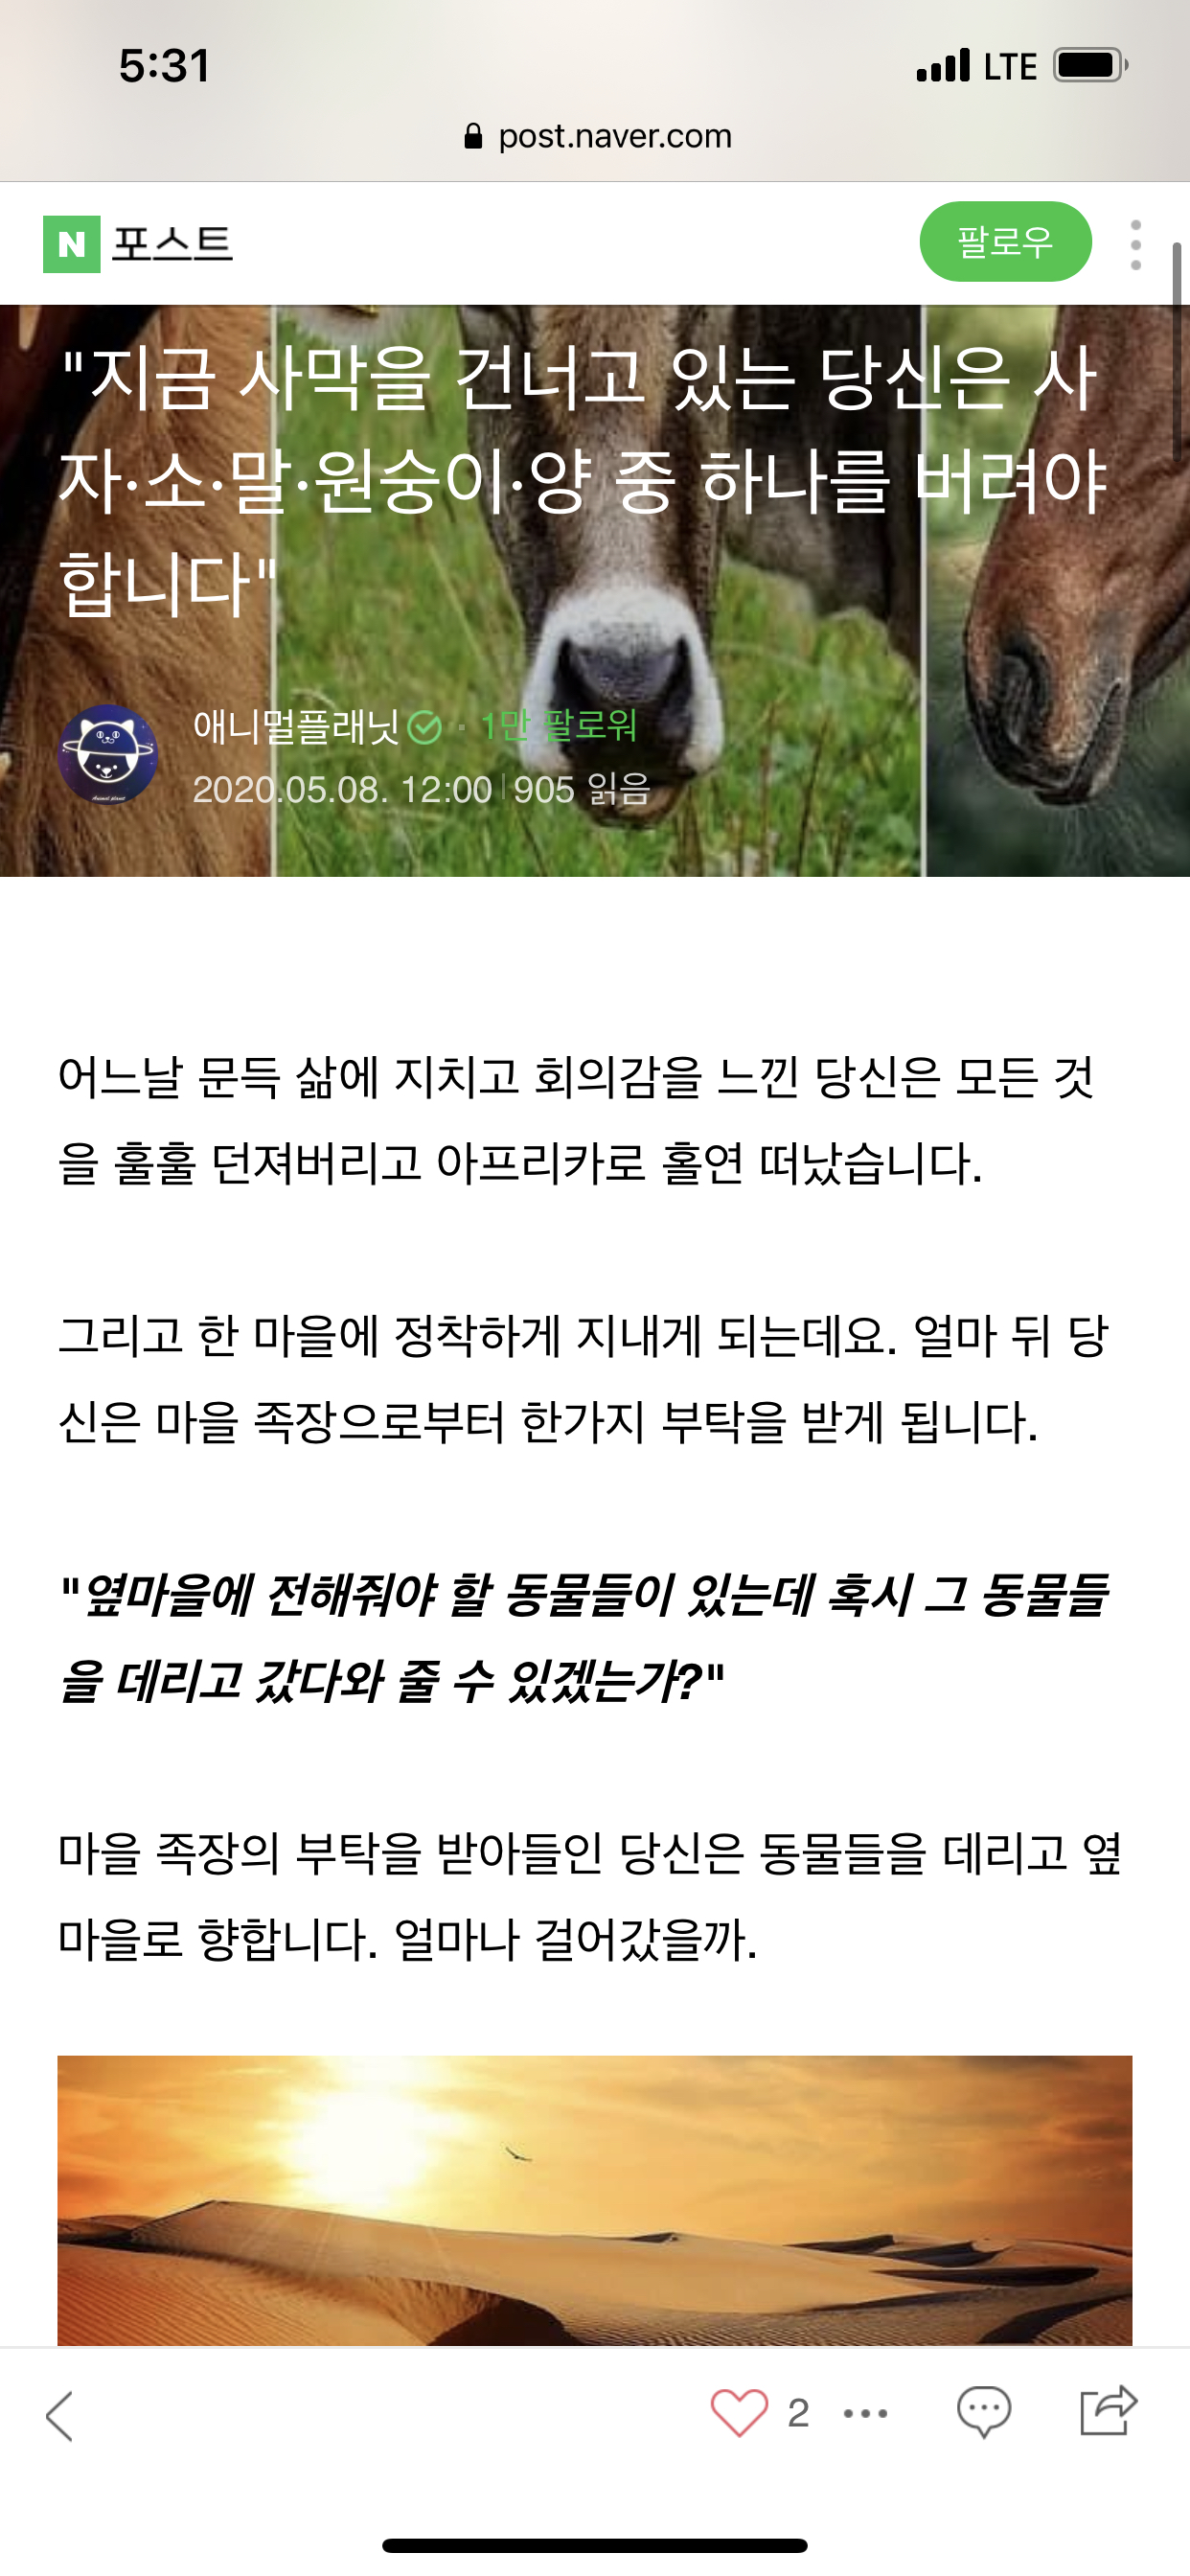 5:31
LTE
post.naver.com
N 포스트
팔로우
"지금 사막을 건너고 있는 당신은 사
자·소·말·원숭이·양 중 하나를 버려야
합니다"
애니멀플래닛 · 1만 팔로워
2020.05.08. 12:00 905 읽음
어느날 문득 삶에 지치고 회의감을 느낀 당신은 모든 것
을 훌훌 던져버리고 아프리카로 홀연 떠났습니다.
그리고 한 마을에 정착하게 지내게 되는데요. 얼마 뒤 당
신은 마을 족장으로부터 한가지 부탁을 받게 됩니다.
"옆마을에 전해줘야 할 동물들이 있는데 혹시 그 동물들
을 데리고 갔다와 줄 수 있겠는가?"
마을 족장의 부탁을 받아들인 당신은 동물들을 데리고 옆
마을로 향합니다. 얼마나 걸어갔을까.
2